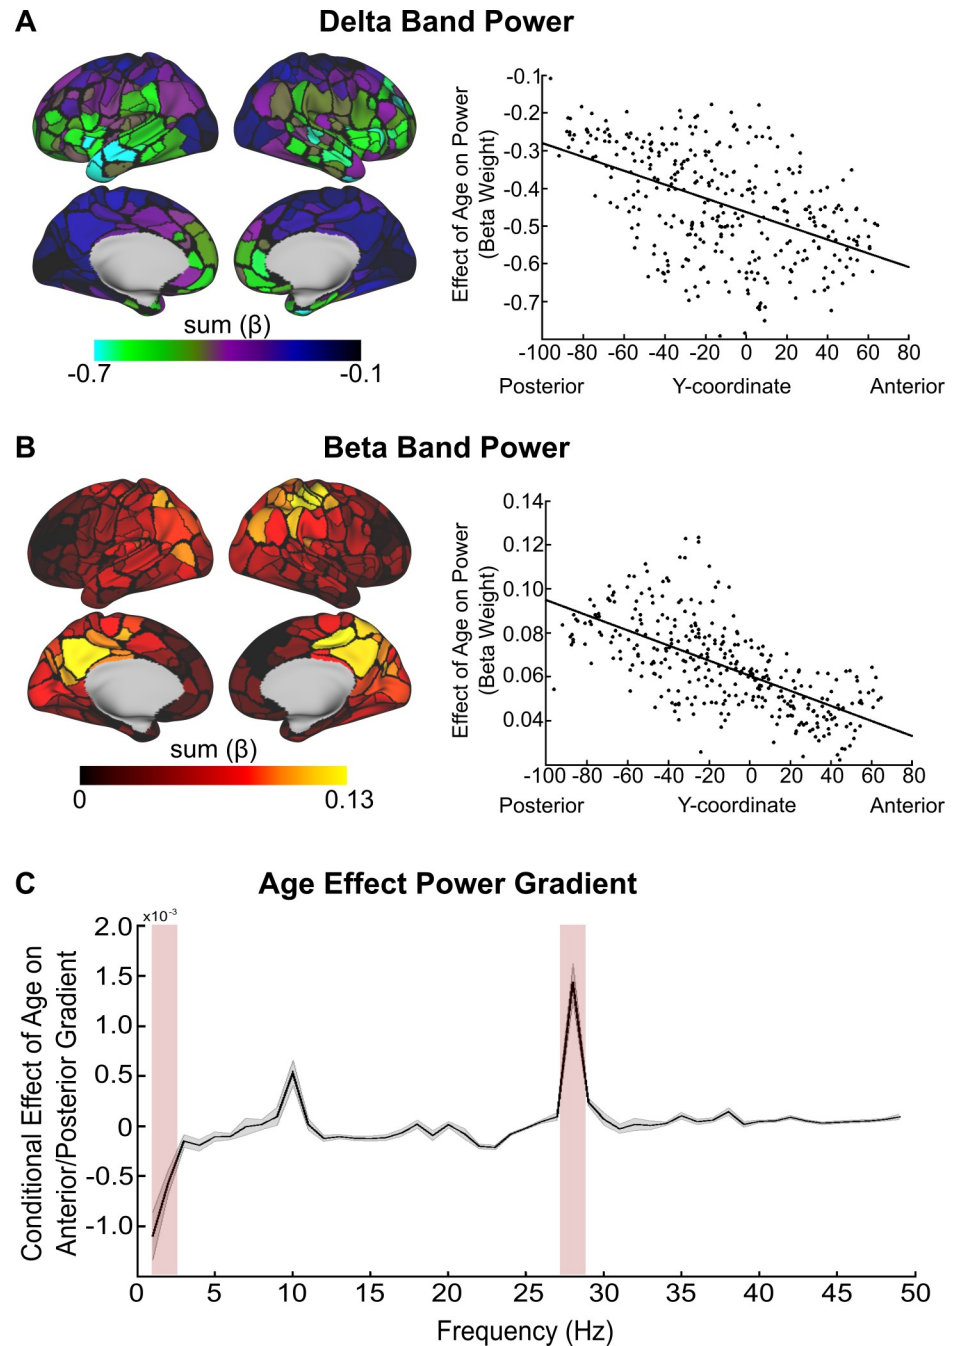 A
Delta Band Power
sum (β)
-0.7
-0.1
Effect of Age on Power
(Beta Weight)
-0.1
-0.2
-0.3
-0.4
-0.5
-0.6
-0.7
-100 -80 -60 -40 -20 0 20 40 60 80
Posterior Y-coordinate Anterior
B
Beta Band Power
sum (β)
0
0.13
Effect of Age on Power
(Beta Weight)
0.14
0.12
0.10
0.08
0.06
0.04
-100 -80 -60 -40 -20 0 20 40 60 80
Posterior Y-coordinate Anterior
C
Age Effect Power Gradient
Conditional Effect of Age on
Anterior/Posterior Gradient
x10-3
2.0
1.5
1.0
0.5
0
-0.5
-1.0
0 5 10 15 20 25 30 35 40 45 50
Frequency (Hz)